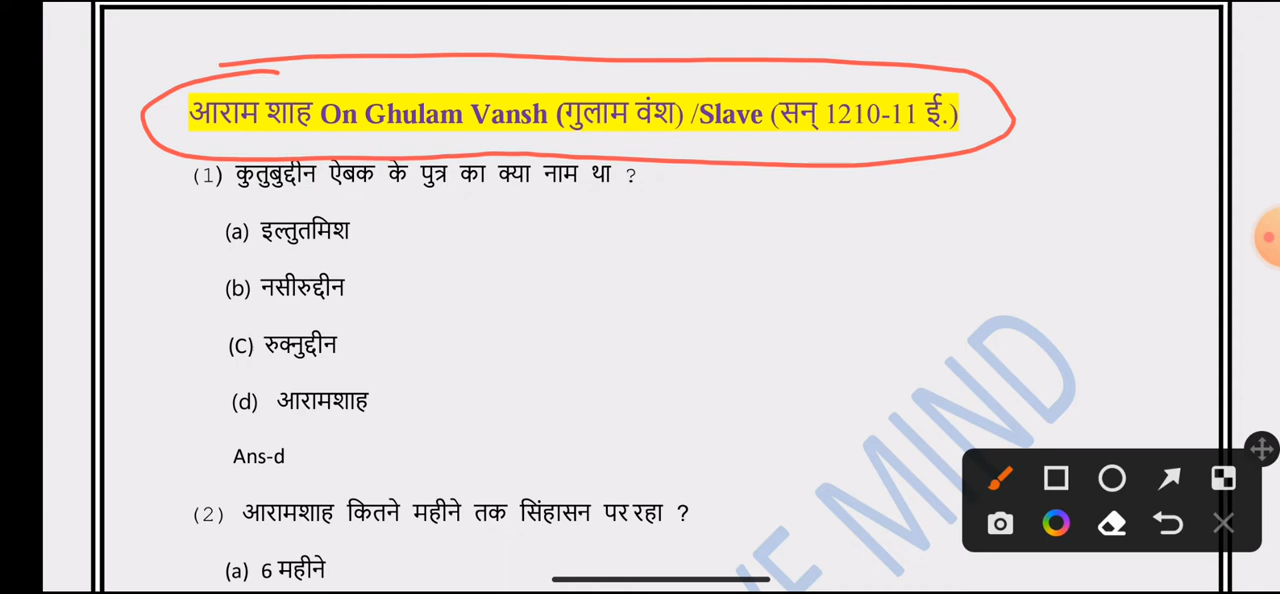 आराम शाह On Ghulam Vansh (गुलाम वंश) /Slave (सन् 1210-11 ई.)
(1) कुतुबुद्दीन ऐबक के पुत्र का क्या नाम था ?
(a) इल्तुतमिश
(b) नसीरुद्दीन
(C) रुक्नुद्दीन
(d) आरामशाह
Ans-d
(2) आरामशाह कितने महीने तक सिंहासन पर रहा ?
(a) 6 महीने
MIND